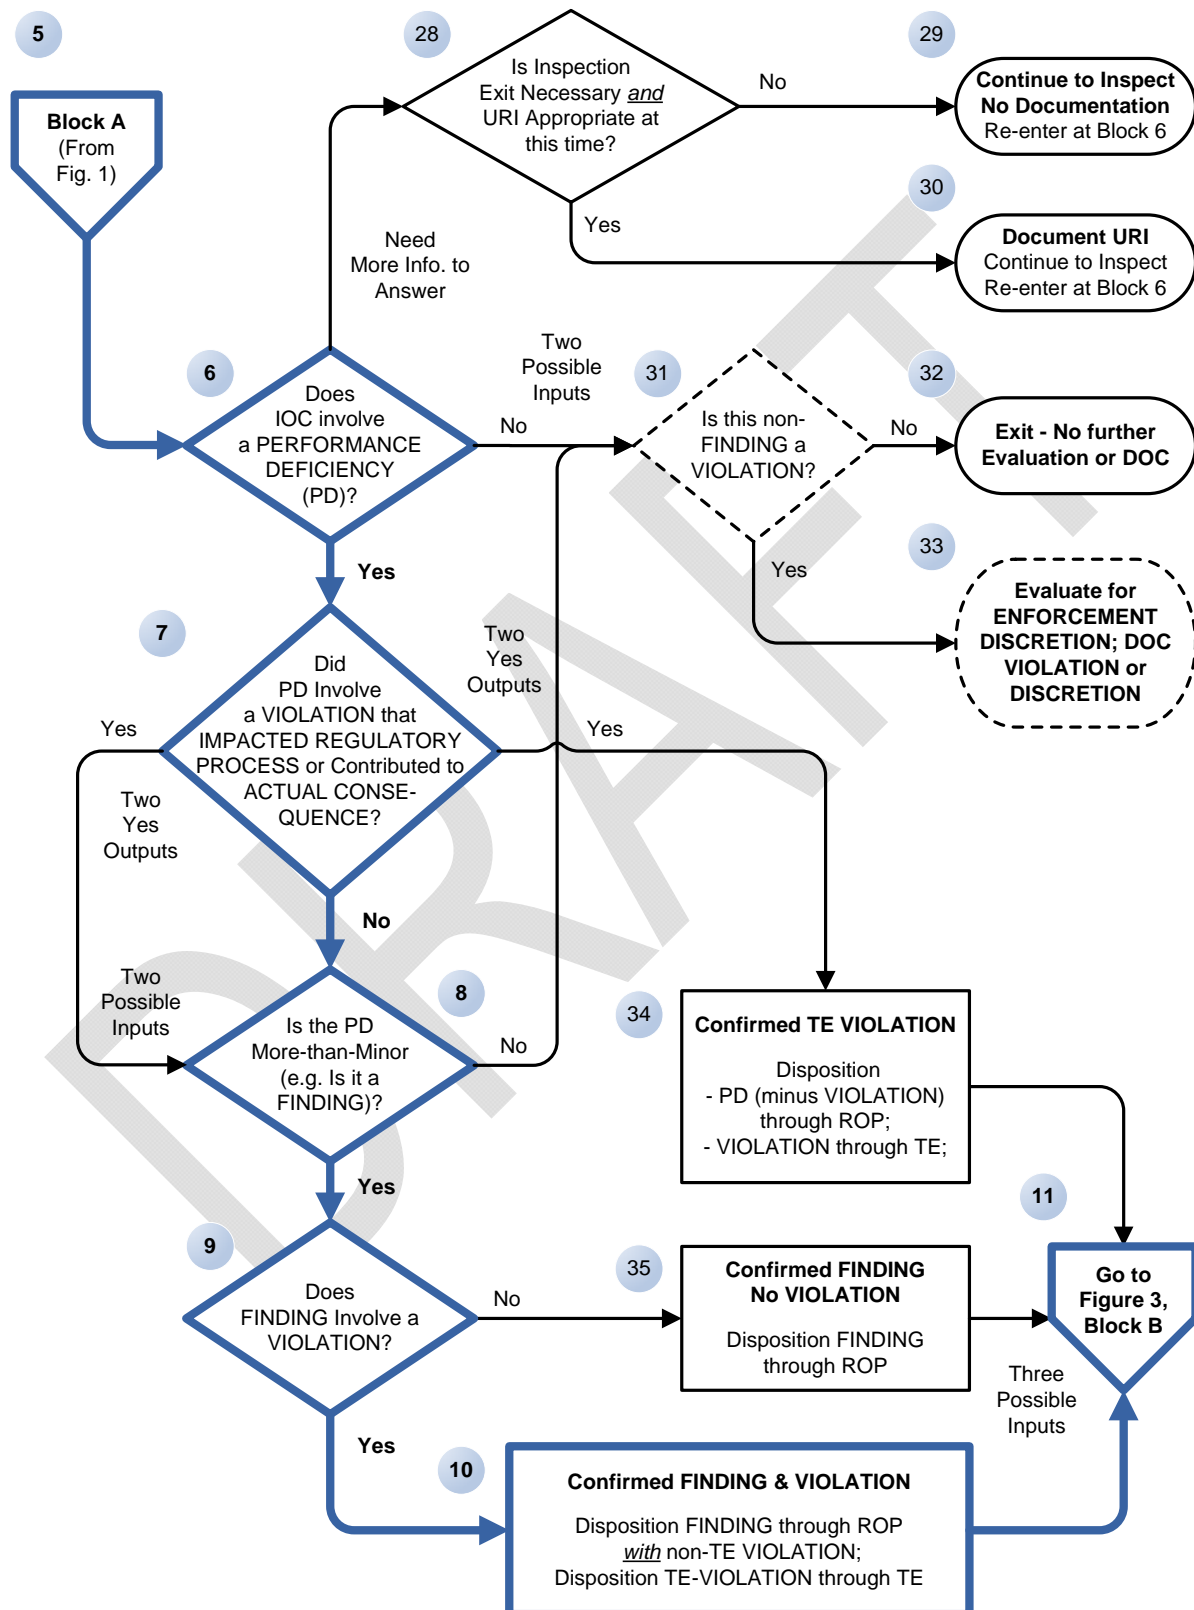 5
Block A
(From
Fig. 1)
28
Is Inspection
Exit Necessary and
URI Appropriate at
this time?
No
29
Continue to Inspect
No Documentation
Re-enter at Block 6
Yes
30
Document URI
Continue to Inspect
Re-enter at Block 6
Need
More Info. to
Answer
6
Does
IOC involve
a PERFORMANCE
DEFICIENCY
(PD)?
No
Two
Possible
Inputs
31
Is this non-
FINDING a
VIOLATION?
No
32
Exit - No further
Evaluation or DOC
Yes
33
Evaluate for
ENFORCEMENT
DISCRETION; DOC
VIOLATION or
DISCRETION
Yes
7
Did
PD Involve
a VIOLATION that
IMPACTED REGULATORY
PROCESS or Contributed to
ACTUAL CONSE-
QUENCE?
Yes
Two
Yes
Outputs
Two
Yes
Outputs
Yes
No
Two
Possible
Inputs
8
Is the PD
More-than-Minor
(e.g. Is it a
FINDING)?
No
34
Confirmed TE VIOLATION
Disposition
- PD (minus VIOLATION)
through ROP;
- VIOLATION through TE;
Yes
9
Does
FINDING Involve a
VIOLATION?
No
35
Confirmed FINDING
No VIOLATION
Disposition FINDING
through ROP
11
Go to
Figure 3,
Block B
Three
Possible
Inputs
Yes
10
Confirmed FINDING & VIOLATION
Disposition FINDING through ROP
with non-TE VIOLATION;
Disposition TE-VIOLATION through TE
DRAFT